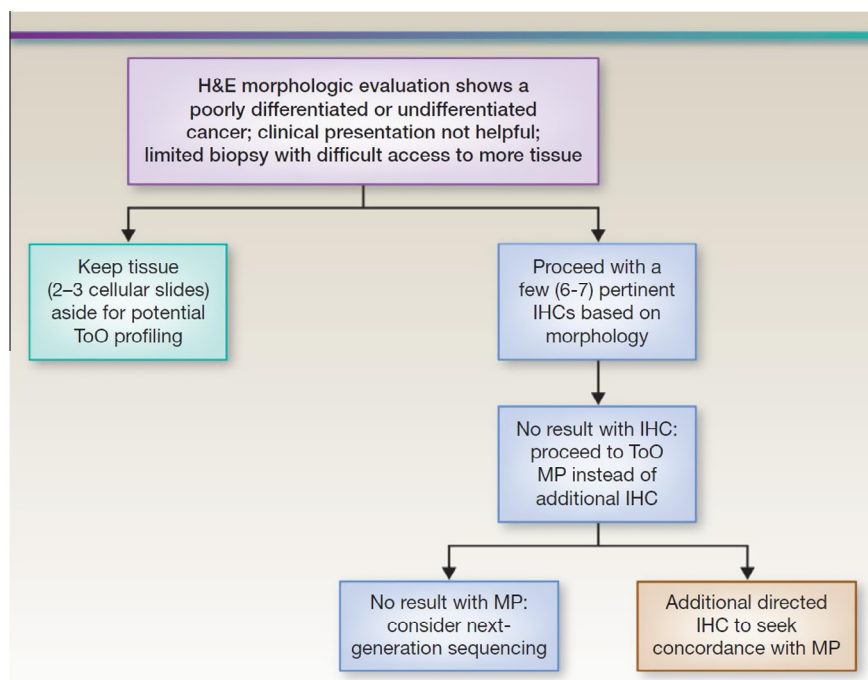 H&E morphologic evaluation shows a
poorly differentiated or undifferentiated
cancer; clinical presentation not helpful;
limited biopsy with difficult access to more tissue
Keep tissue
(2–3 cellular slides)
aside for potential
ToO profiling
Proceed with a
few (6-7) pertinent
IHCs based on
morphology
No result with IHC:
proceed to ToO
MP instead of
additional IHC
No result with MP:
consider next-
generation sequencing
Additional directed
IHC to seek
concordance with MP